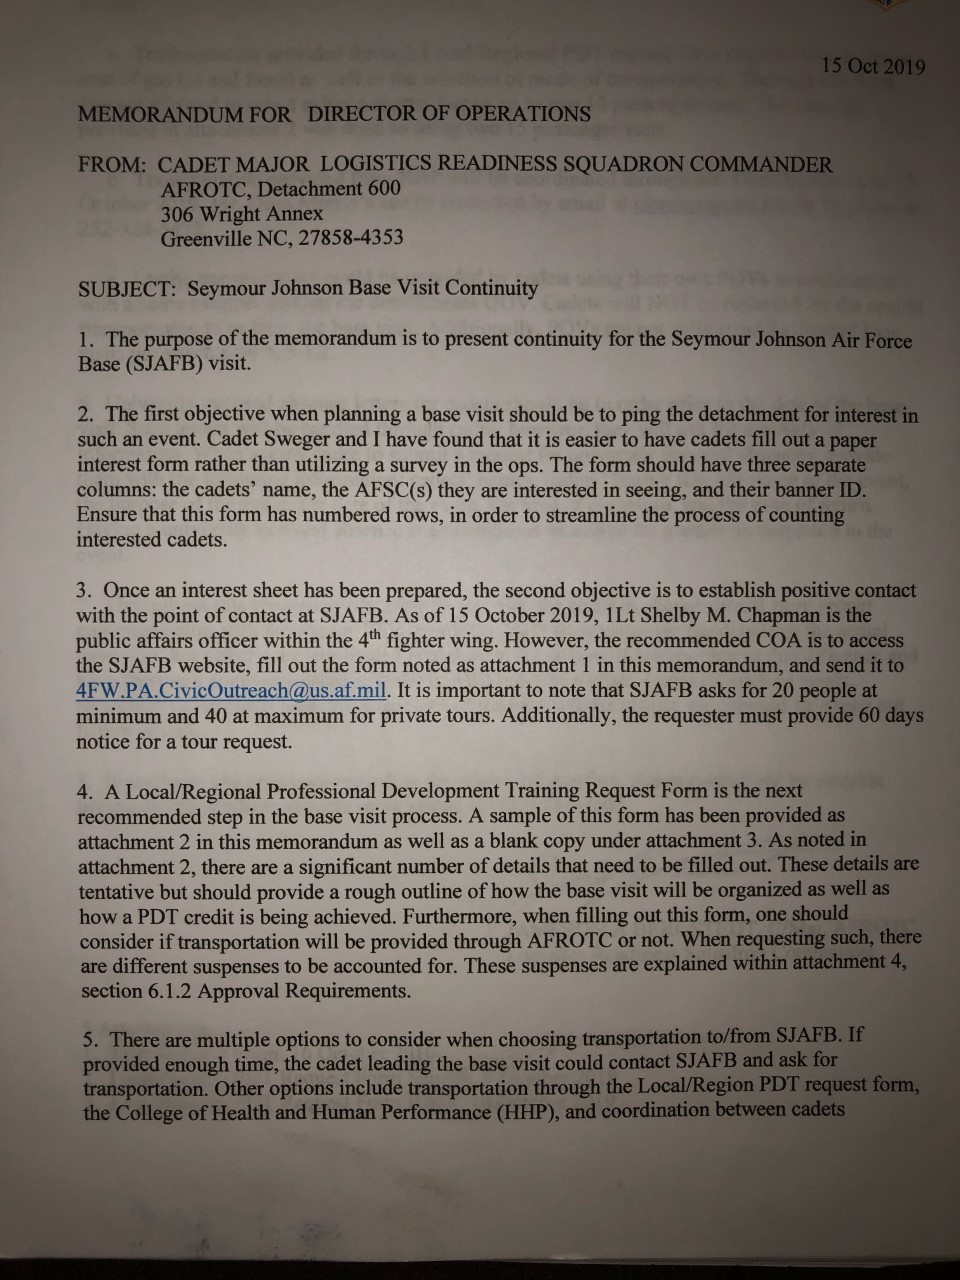 15 Oct 2019
MEMORANDUM FOR DIRECTOR OF OPERATIONS
FROM: CADET MAJOR LOGISTICS READINESS SQUADRON COMMANDER
AFROTC, Detachment 600
306 Wright Annex
Greenville NC, 27858-4353
SUBJECT: Seymour Johnson Base Visit Continuity
1. The purpose of the memorandum is to present continuity for the Seymour Johnson Air Force
Base (SJAFB) visit.
2. The first objective when planning a base visit should be to ping the detachment for interest in
such an event. Cadet Sweger and I have found that it is easier to have cadets fill out a paper
interest form rather than utilizing a survey in the ops. The form should have three separate
columns: the cadets' name, the AFSC(s) they are interested in seeing, and their banner ID.
Ensure that this form has numbered rows, in order to streamline the process of counting
interested cadets.
3. Once an interest sheet has been prepared, the second objective is to establish positive contact
with the point of contact at SJAFB. As of 15 October 2019, 1Lt Shelby M. Chapman is the
public affairs officer within the 4th fighter wing. However, the recommended COA is to access
the SJAFB website, fill out the form noted as attachment 1 in this memorandum, and send it to
4FW.PA.CivicOutreach@us.af.mil. It is important to note that SJAFB asks for 20 people at
minimum and 40 at maximum for private tours. Additionally, the requester must provide 60 days
notice for a tour request.
4. A Local/Regional Professional Development Training Request Form is the next
recommended step in the base visit process. A sample of this form has been provided as
attachment 2 in this memorandum as well as a blank copy under attachment 3. As noted in
attachment 2, there are a significant number of details that need to be filled out. These details are
tentative but should provide a rough outline of how the base visit will be organized as well as
how a PDT credit is being achieved. Furthermore, when filling out this form, one should
consider if transportation will be provided through AFROTC or not. When requesting such, there
are different suspenses to be accounted for. These suspenses are explained within attachment 4,
section 6.1.2 Approval Requirements.
5. There are multiple options to consider when choosing transportation to/from SJAFB. If
provided enough time, the cadet leading the base visit could contact SJAFB and ask for
transportation. Other options include transportation through the Local/Region PDT request form,
the College of Health and Human Performance (HHP), and coordination between cadets